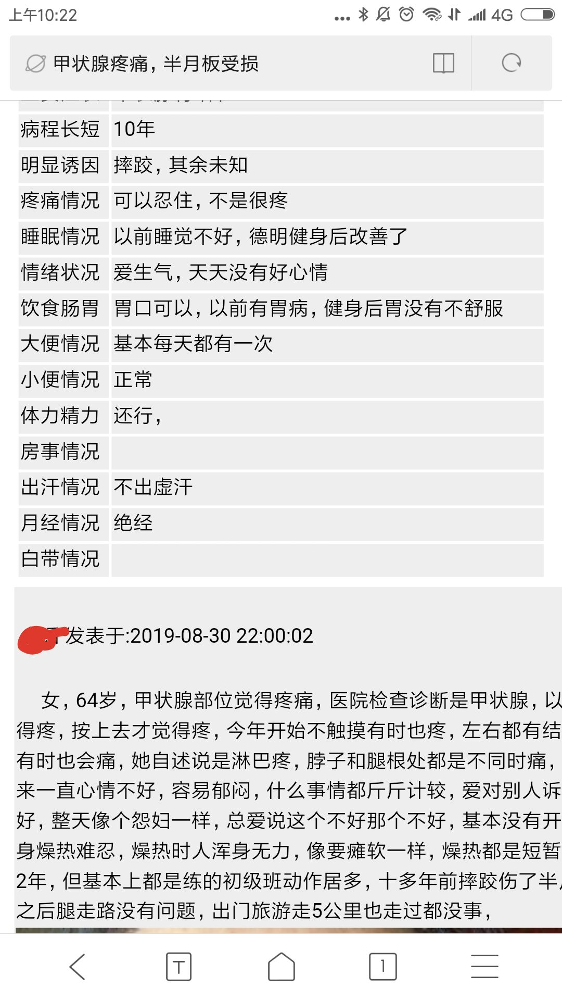 上午10:22
4G
甲状腺疼痛，半月板受损
病程长短 10年
明显诱因 摔跤，其余未知
疼痛情况 可以忍住，不是很疼
睡眠情况 以前睡觉不好，德明健身后改善了
情绪状况 爱生气，天天没有好心情
饮食肠胃 胃口可以，以前有胃病，健身后胃没有不舒服
大便情况 基本每天都有一次
小便情况 正常
体力精力 还行，
房事情况
出汗情况 不出虚汗
月经情况 绝经
白带情况
发表于:2019-08-30 22:00:02
女，64岁，甲状腺部位觉得疼痛，医院检查诊断是甲状腺，以
得疼，按上去才觉得疼，今年开始不触摸有时也疼，左右都有结
有时也会痛，她自述说是淋巴疼，脖子和腿根处都是不同时痛，
来一直心情不好，容易郁闷，什么事情都斤斤计较，爱对别人诉
好，整天像个怨妇一样，总爱说这个不好那个不好，基本没有开
身燥热难忍，燥热时人浑身无力，像要瘫软一样，燥热都是短暂
2年，但基本上都是练的初级班动作居多，十多年前摔跤伤了半
之后腿走路没有问题，出门旅游走5公里也走过都没事，
T
1